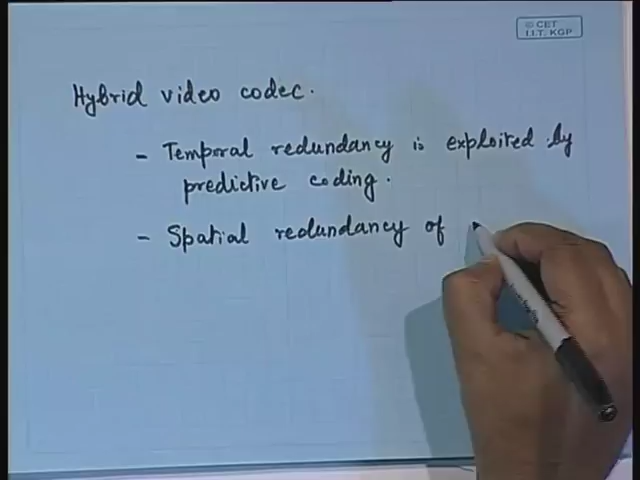 © CET
I.I.T. KGP
Hybrid video codec.
- Temporal redundancy is exploited by
predictive coding.
- Spatial redundancy of